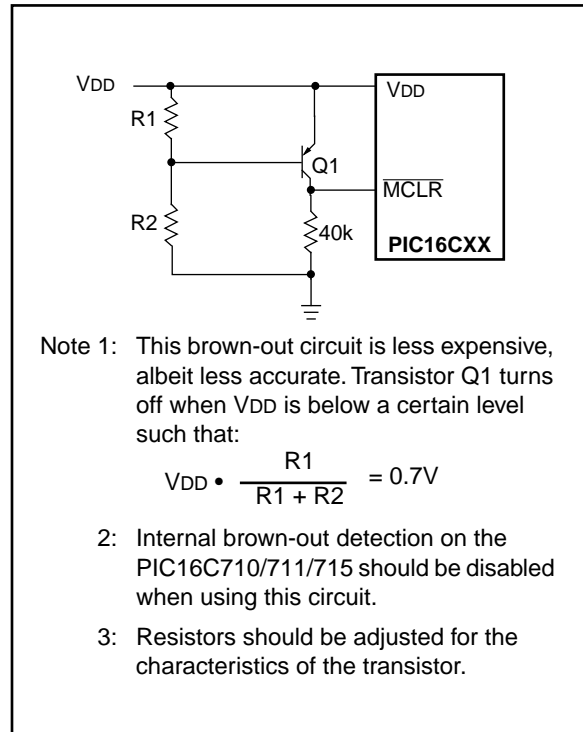 VDD
VDD
R1
Q1
MCLR
R2
40k
PIC16CXX
Note 1: This brown-out circuit is less expensive,
albeit less accurate. Transistor Q1 turns
off when VDD is below a certain level
such that:
VDD • R1 / R1 + R2 = 0.7V
2: Internal brown-out detection on the
PIC16C710/711/715 should be disabled
when using this circuit.
3: Resistors should be adjusted for the
characteristics of the transistor.